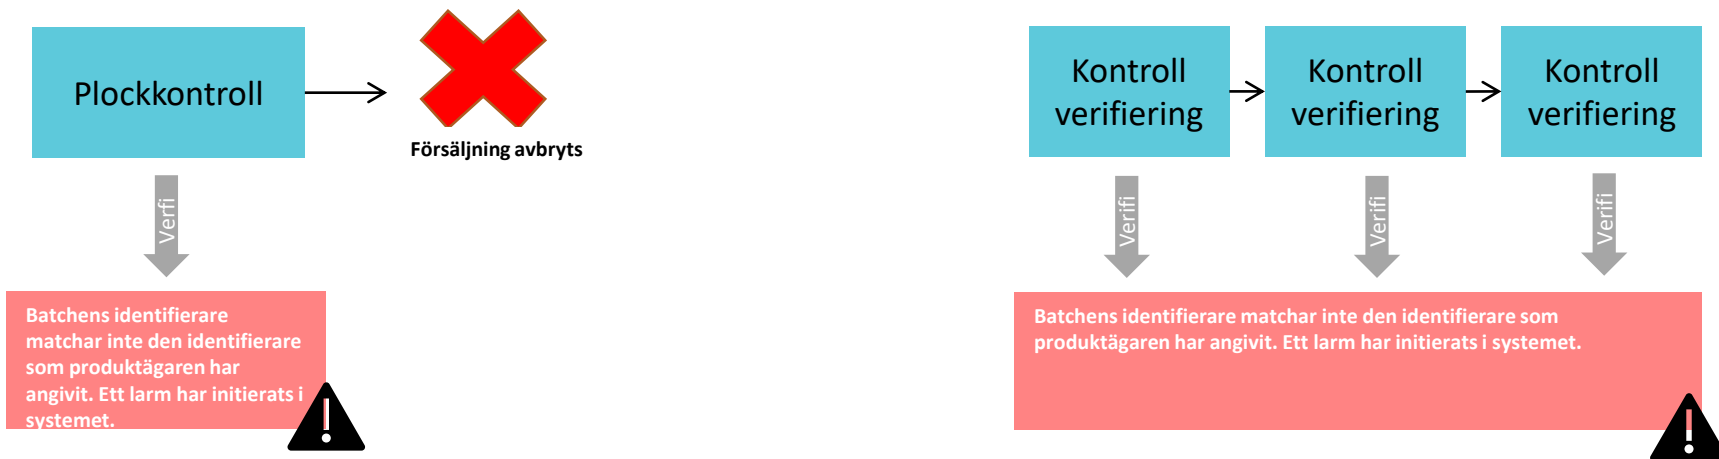 Plockkontroll
Försäljning avbryts
Verfi
Batchens identifierare
matchar inte den identifierare
som produktägaren har
angivit. Ett larm har initierats i
systemet.
Kontroll
verifiering
Kontroll
verifiering
Kontroll
verifiering
Verifi
Verifi
Verifi
Batchens identifierare matchar inte den identifierare som
produktägaren har angivit. Ett larm har initierats i systemet.